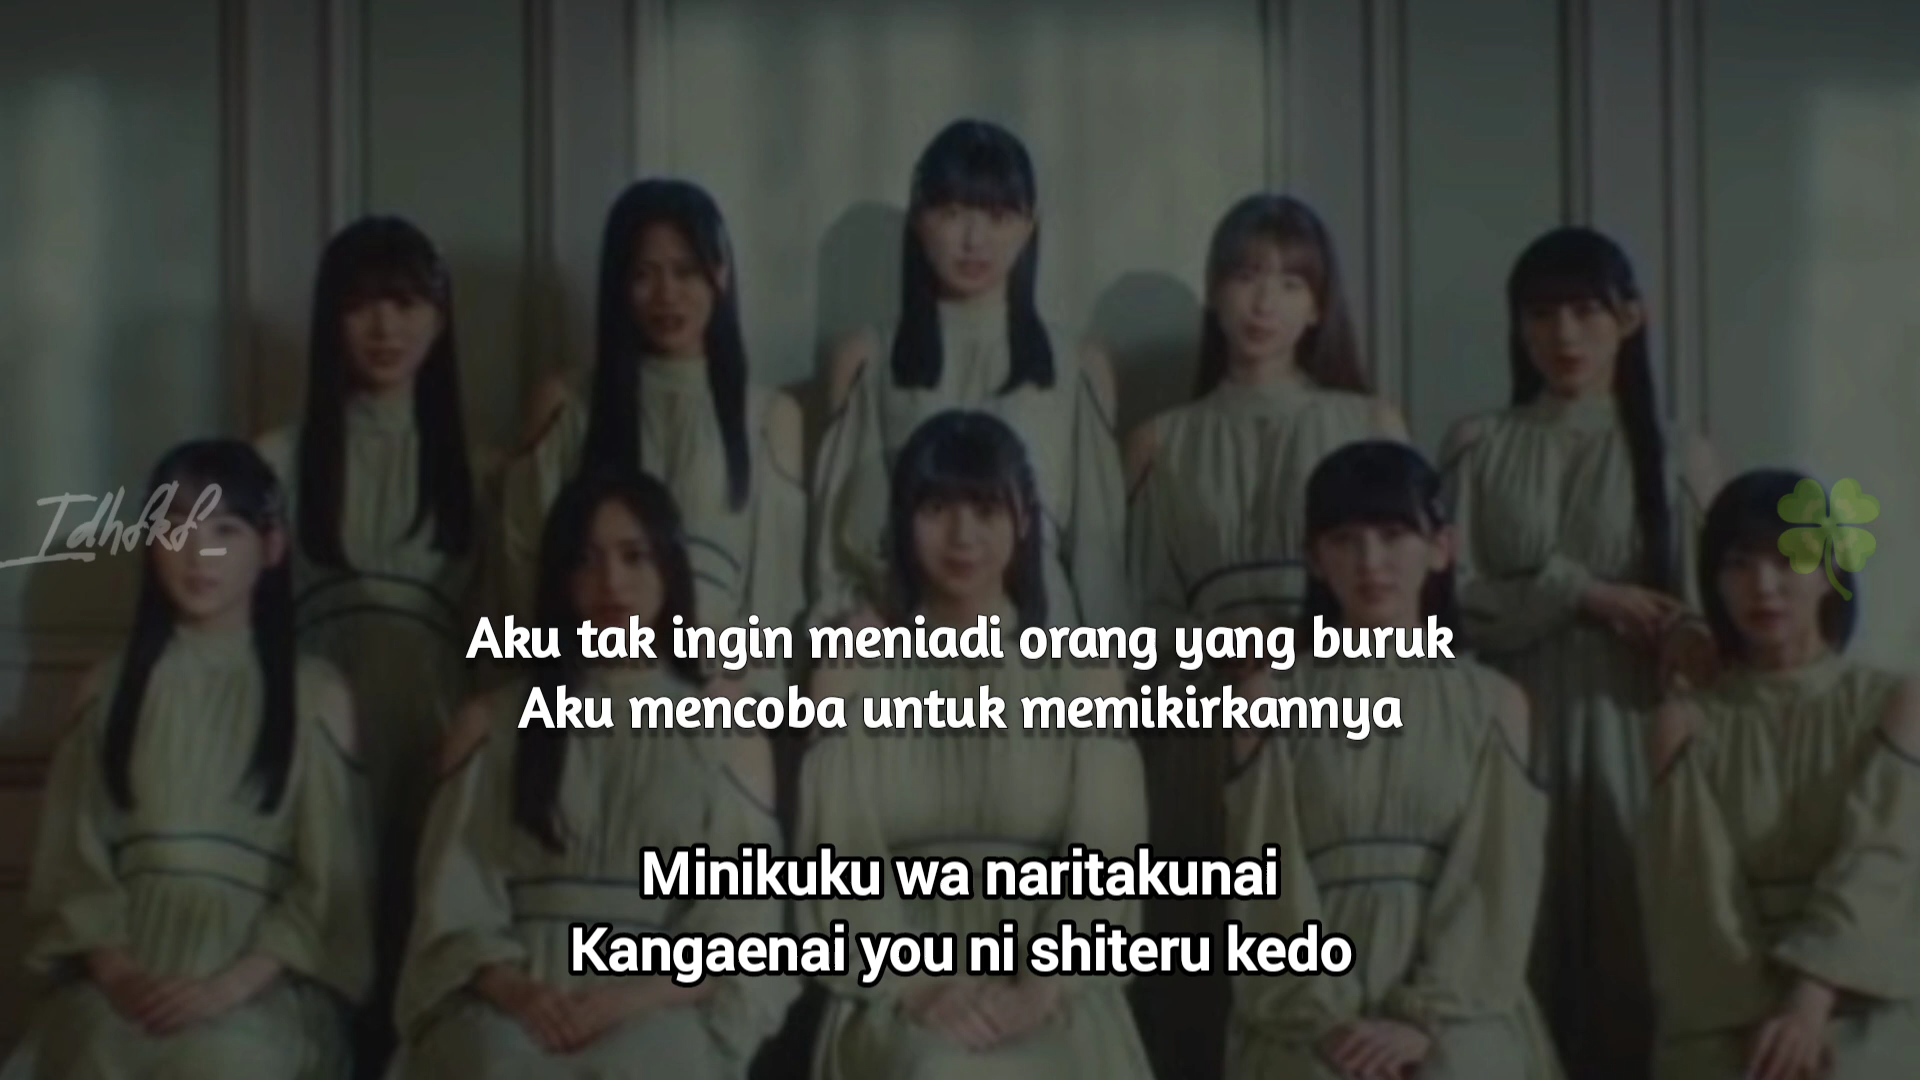 Idhfkf_
Aku tak ingin meniadi orang yang buruk
Aku mencoba untuk memikirkannya
Minikuku wa naritakunai
Kangaenai you ni shiteru kedo